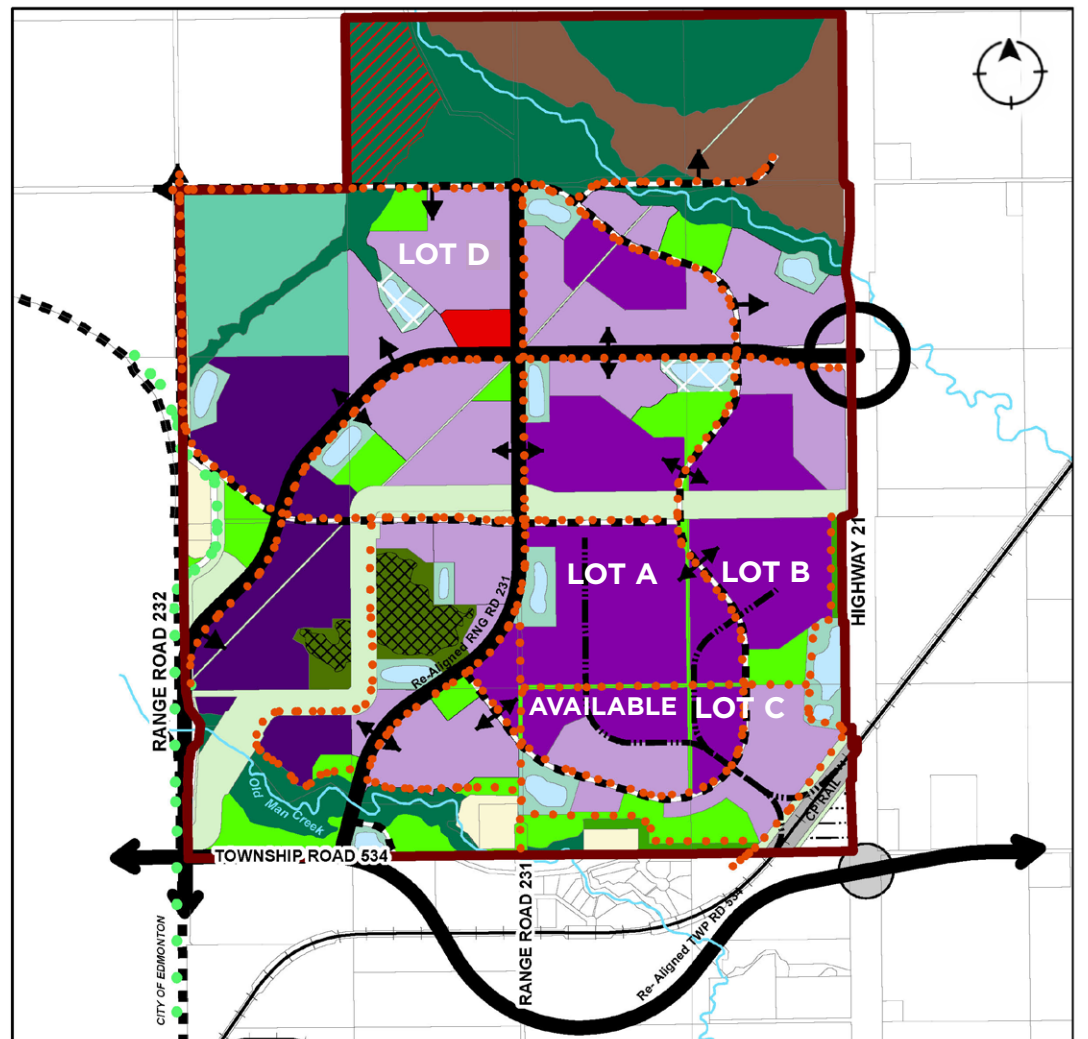 LOT D
RANGE ROAD 232
Re-Aligned RNG RD 231
LOT A
LOT B
HIGHWAY 21
AVAILABLE
LOT C
Old Man Creek
CP RAIL
TOWNSHIP ROAD 534
RANGE ROAD 231
Re- Aligned TWP RD 534
CITY OF EDMONTON